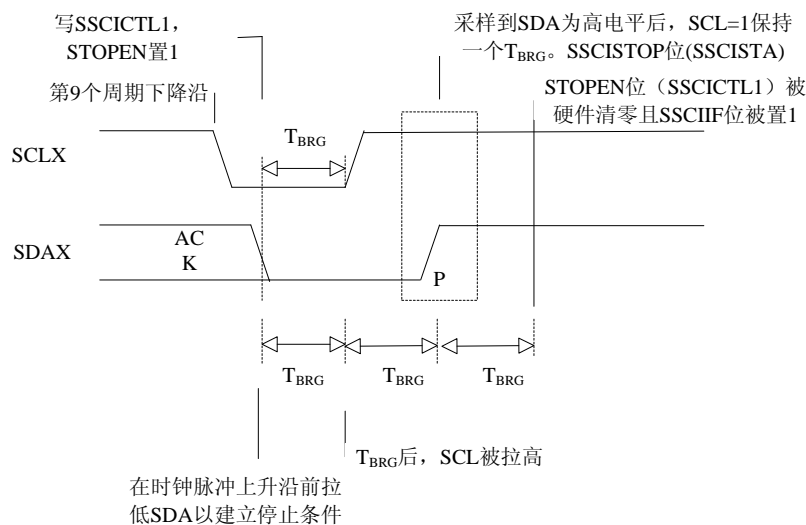 写SSCICTL1，
STOPEN置1
采样到SDA为高电平后，SCL=1保持
一个TBRG。SSCISTOP位(SSCISTA)
STOPEN位（SSCICTL1）被
硬件清零且SSCIIF位被置1
第9个周期下降沿
TBRG
SCLX
SDAX
AC
K
P
TBRG
TBRG
TBRG
TBRG后，SCL被拉高
在时钟脉冲上升沿前拉
低SDA以建立停止条件